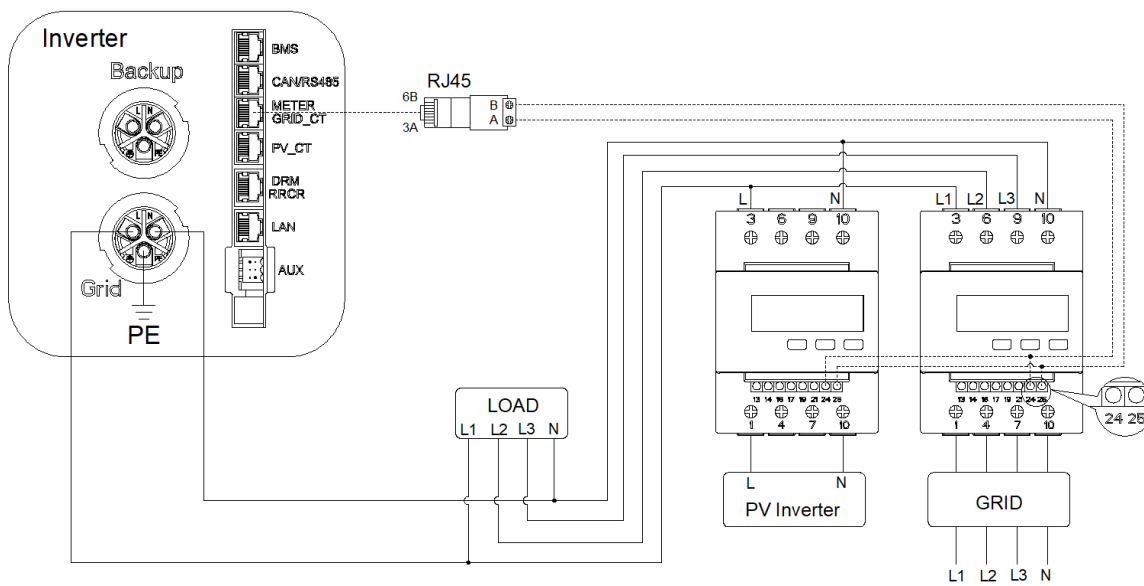 Inverter
Backup
L N
PE
Grid
L N
PE
PE
BMS
CAN/RS485
METER
GRID_CT
PV_CT
DRM
RRCR
LAN
AUX
RJ45
6B
3A
B
A
LOAD
L1 L2 L3 N
L N
3 6 9 10
13 14 16 17 19 21 24 25
1 4 7 10
L N
PV Inverter
L1 L2 L3 N
3 6 9 10
13 14 16 17 19 21 24 25
1 4 7 10
24 25
GRID
L1 L2 L3 N